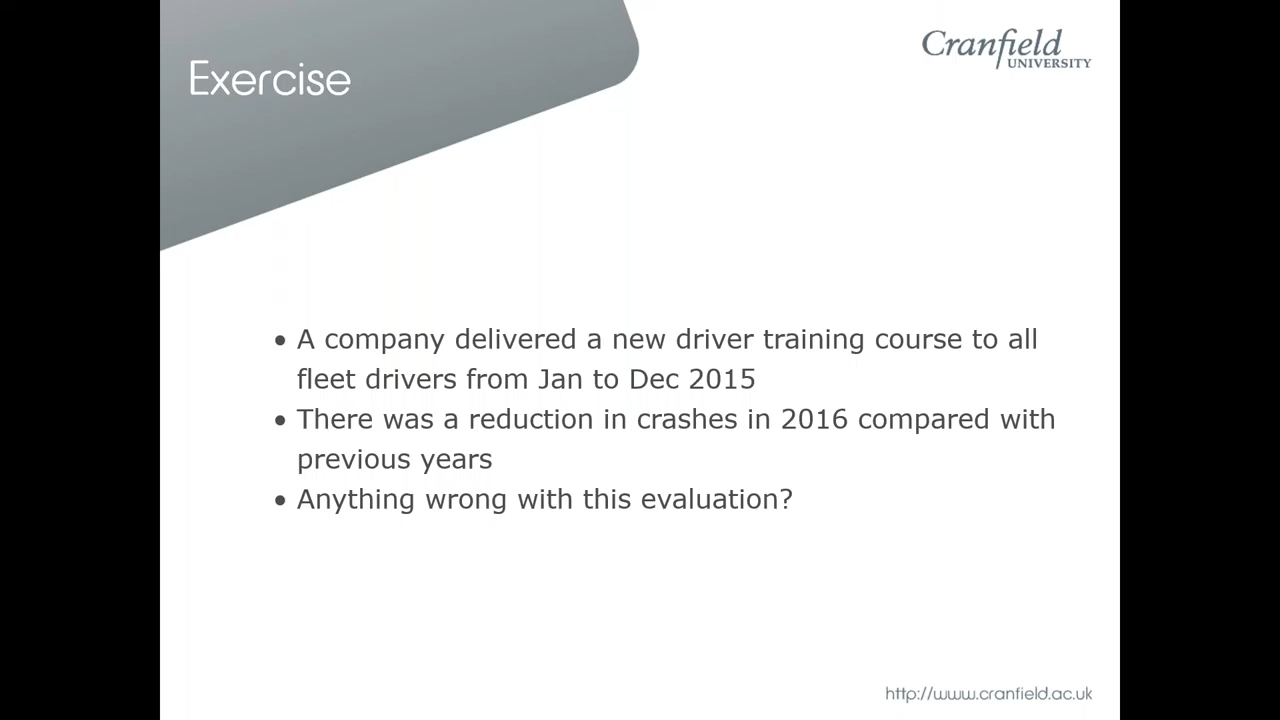 Cranfield
UNIVERSITY
Exercise
• A company delivered a new driver training course to all
fleet drivers from Jan to Dec 2015
• There was a reduction in crashes in 2016 compared with
previous years
• Anything wrong with this evaluation?
http://www.cranfield.ac.uk